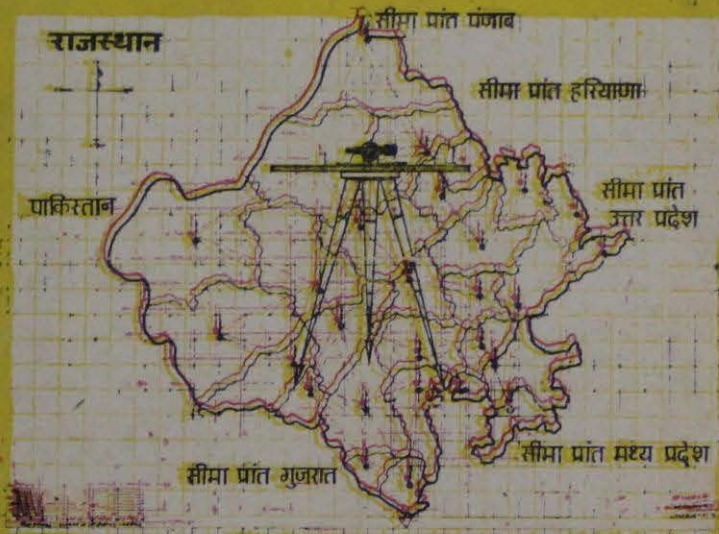 सीमा प्रांत पंजाब
राजस्थान
सीमा प्रांत हरियाणा
पाकिस्तान
सीमा प्रांत
उत्तर प्रदेश
सीमा प्रांत मध्य प्रदेश
सीमा प्रांत गुजरात